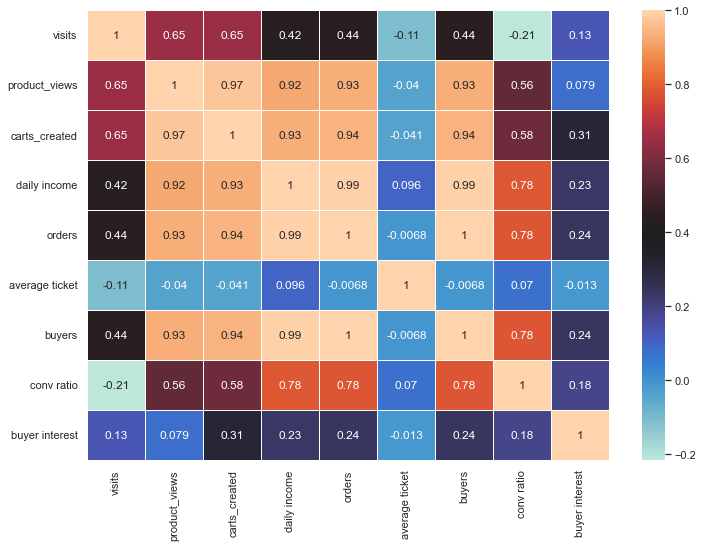 visits 1 0.65 0.65 0.42 0.44 -0.11 0.44 -0.21 0.13
product_views 0.65 1 0.97 0.92 0.93 -0.04 0.93 0.56 0.079
carts_created 0.65 0.97 1 0.93 0.94 -0.041 0.94 0.58 0.31
daily income 0.42 0.92 0.93 1 0.99 0.096 0.99 0.78 0.23
orders 0.44 0.93 0.94 0.99 1 -0.0068 1 0.78 0.24
average ticket -0.11 -0.04 -0.041 0.096 -0.0068 1 -0.0068 0.07 -0.013
buyers 0.44 0.93 0.94 0.99 1 -0.0068 1 0.78 0.24
conv ratio -0.21 0.56 0.58 0.78 0.78 0.07 0.78 1 0.18
buyer interest 0.13 0.079 0.31 0.23 0.24 -0.013 0.24 0.18 1
visits
product_views
carts_created
daily income
orders
average ticket
buyers
conv ratio
buyer interest
1.0
0.8
0.6
0.4
0.2
0.0
−0.2